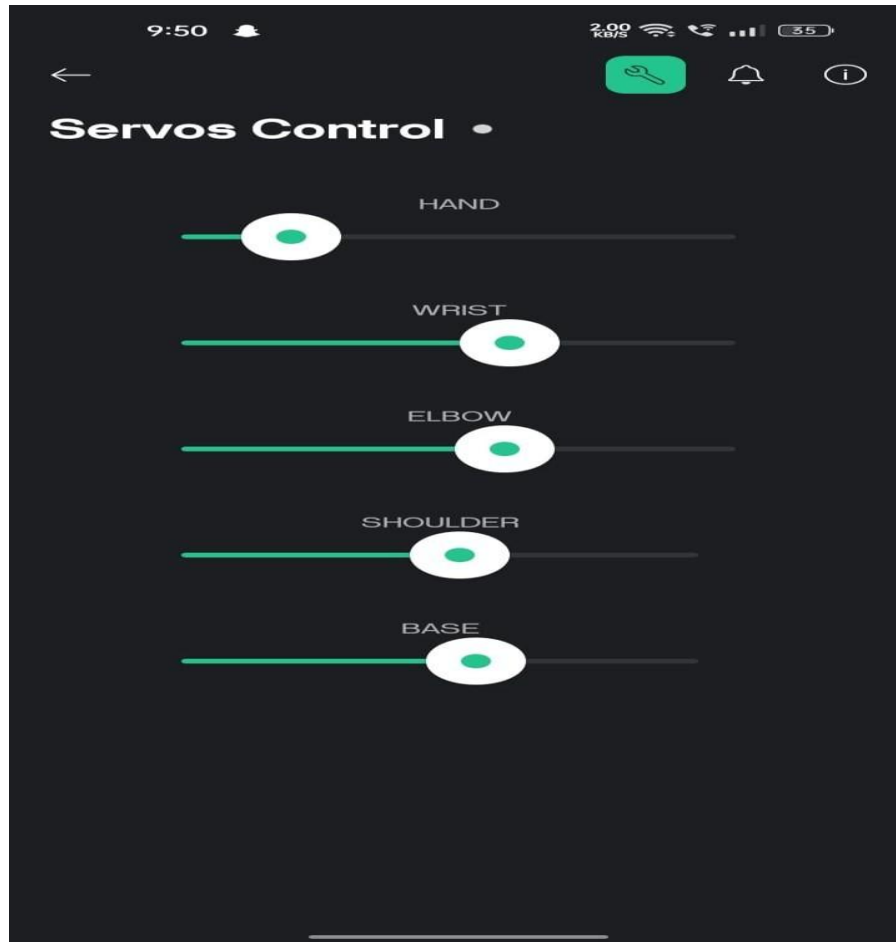 9:50 2.00 KB/S 35
Servos Control
HAND
WRIST
ELBOW
SHOULDER
BASE